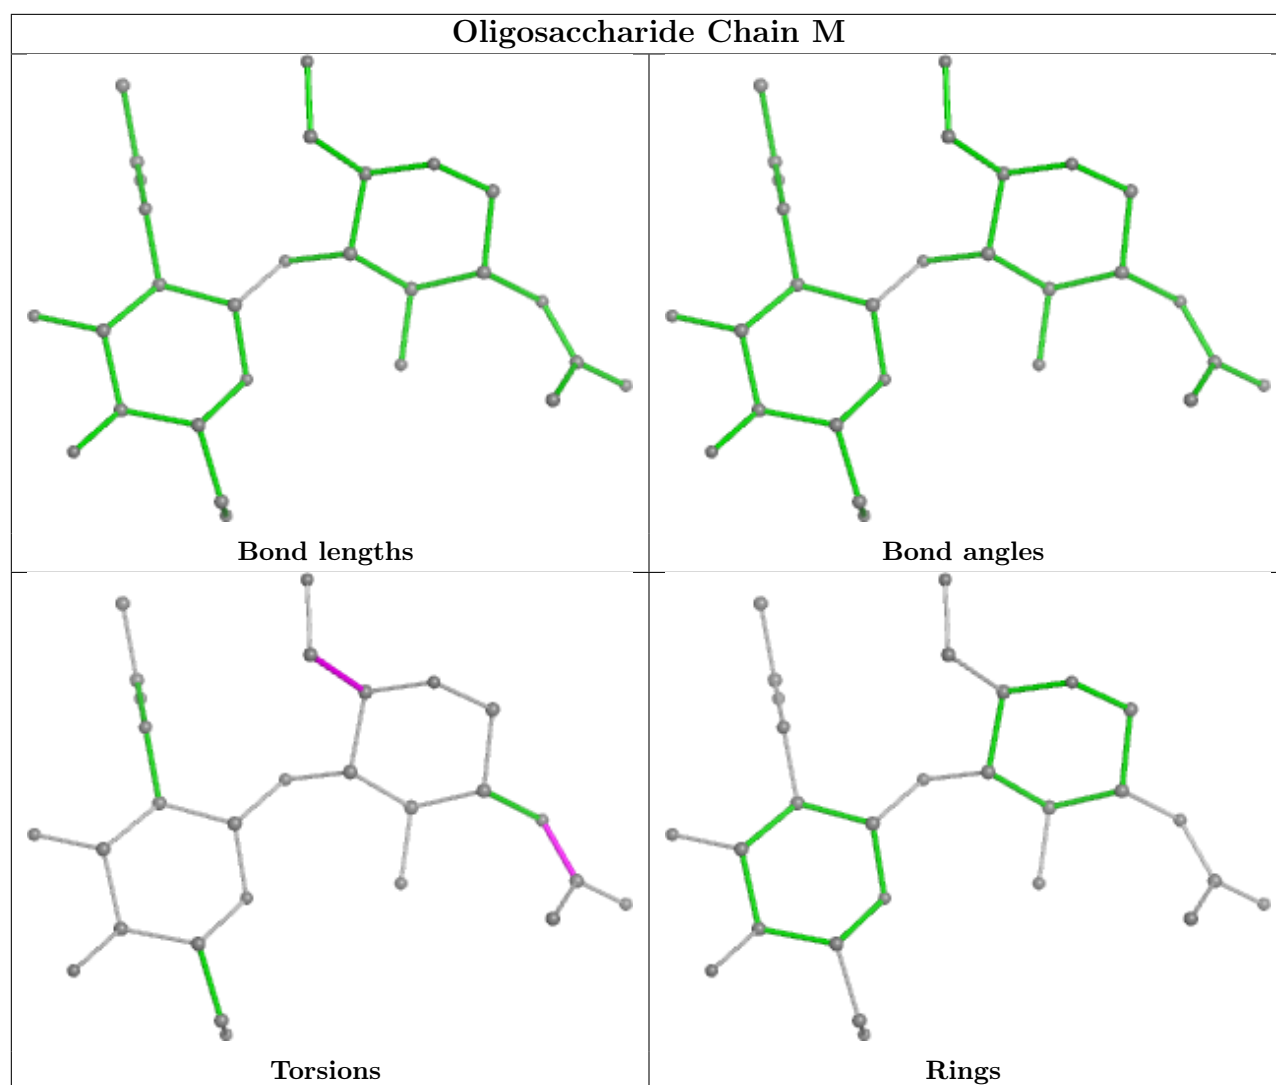 Oligosaccharide Chain M
Bond lengths
Bond angles
Torsions
Rings